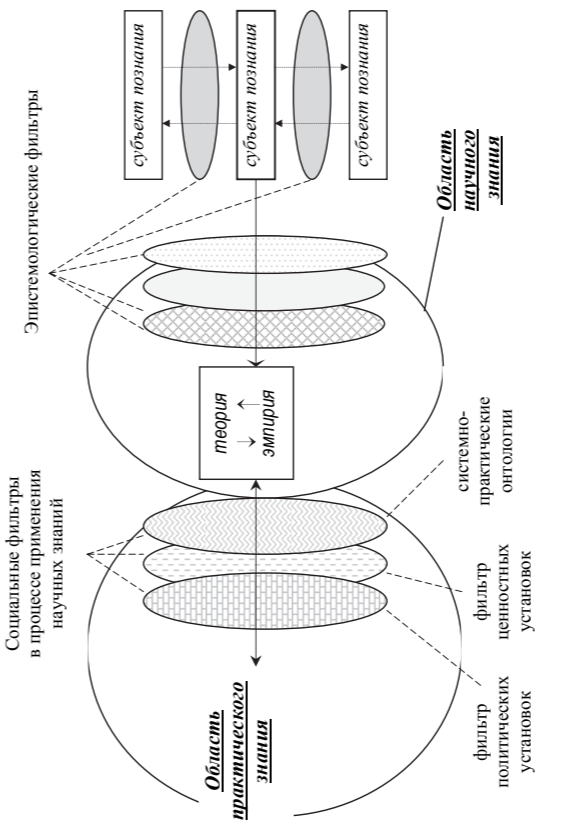 Социальные фильтры
в процессе применения
научных знаний
Эпистемологические фильтры
Область
практического
знания
теория
эмпирия
субъект познания
субъект познания
субъект познания
Область
научного
знания
фильтр
политических
установок
фильтр
ценностных
установок
системно-
практические
онтологии